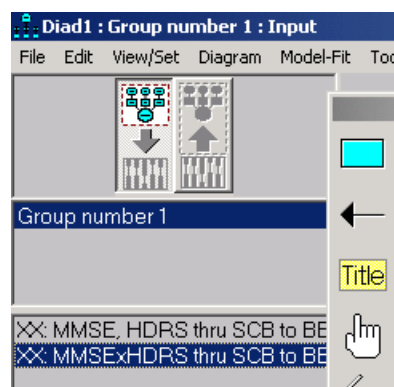 Diad1 : Group number 1 : Input
File Edit View/Set Diagram Model-Fit Too
Group number 1
Title
XX: MMSE, HDRS thru SCB to BE
XX: MMSExHDRS thru SCB to BE